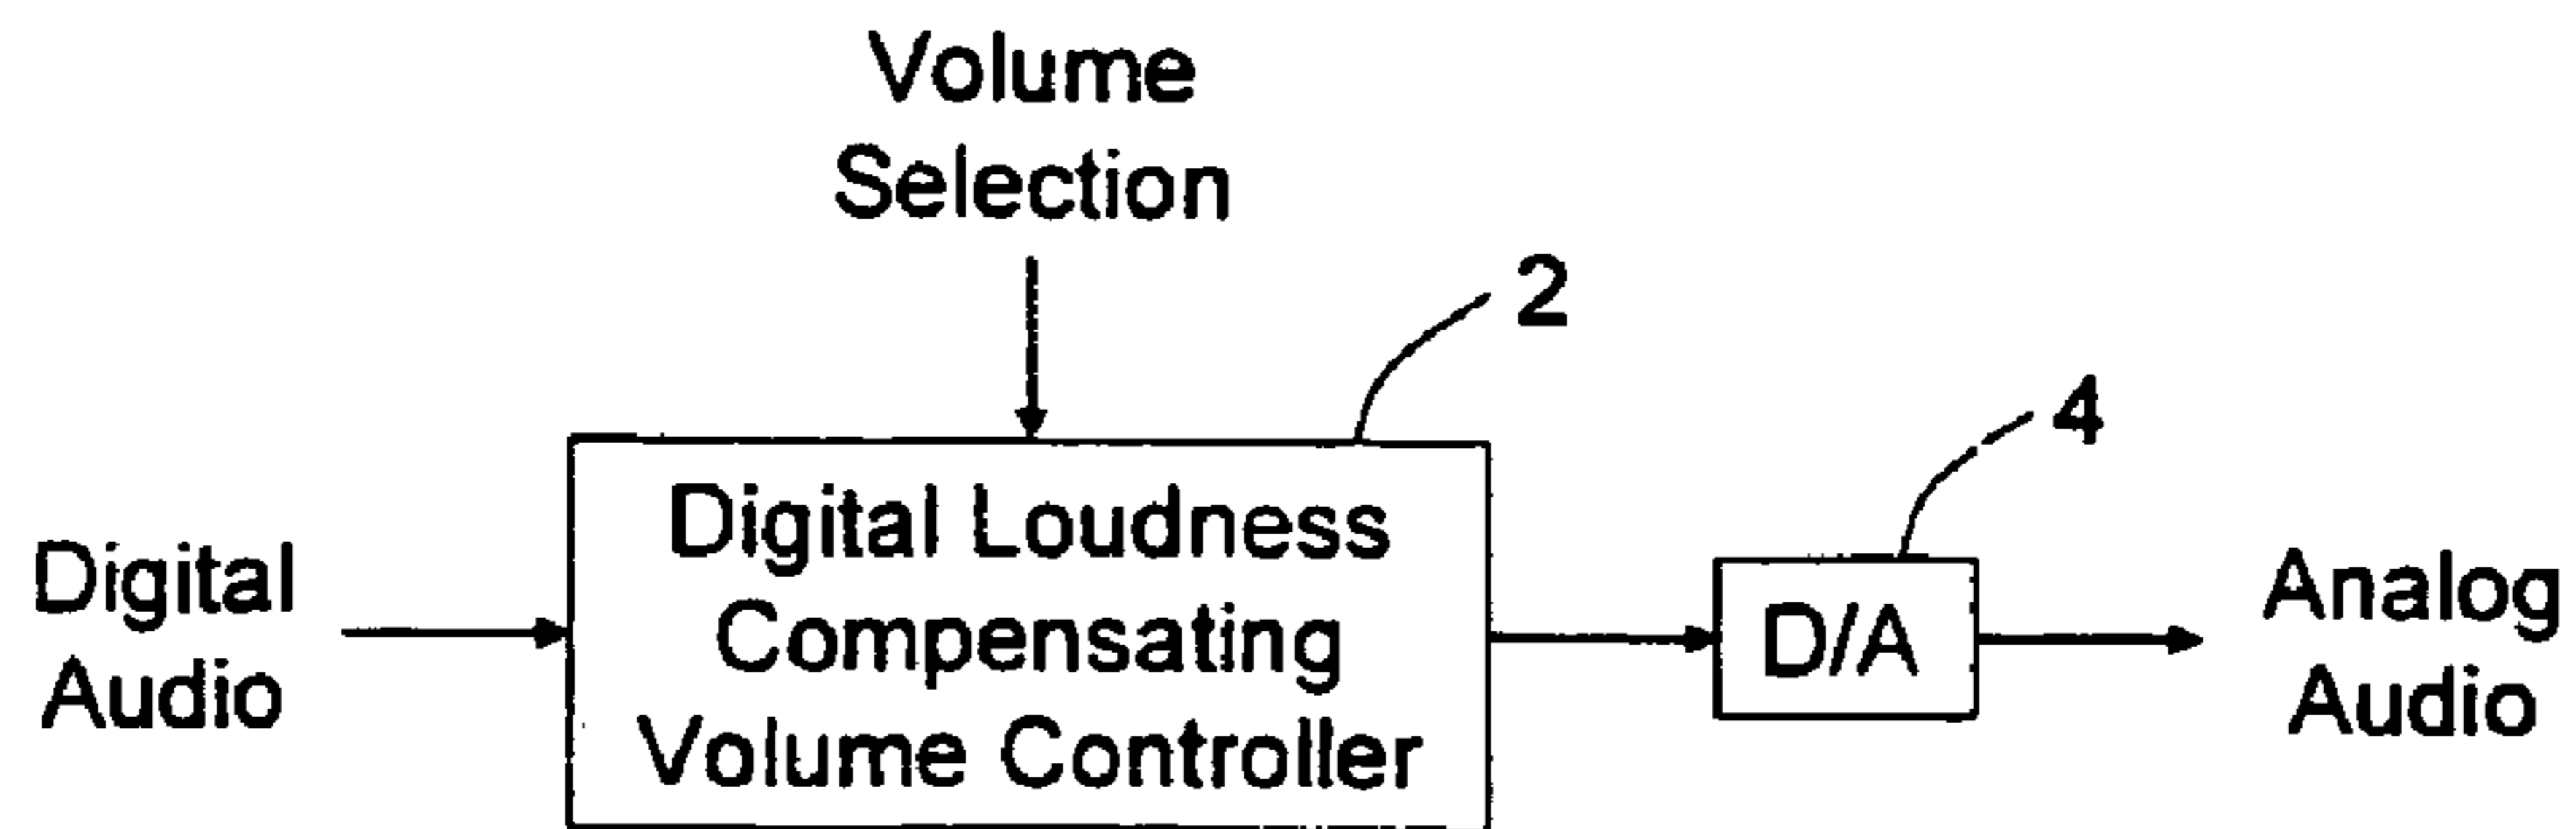 Volume
Selection
2
4
Digital
Audio
Digital Loudness
Compensating
Volume Controller
D/A
Analog
Audio